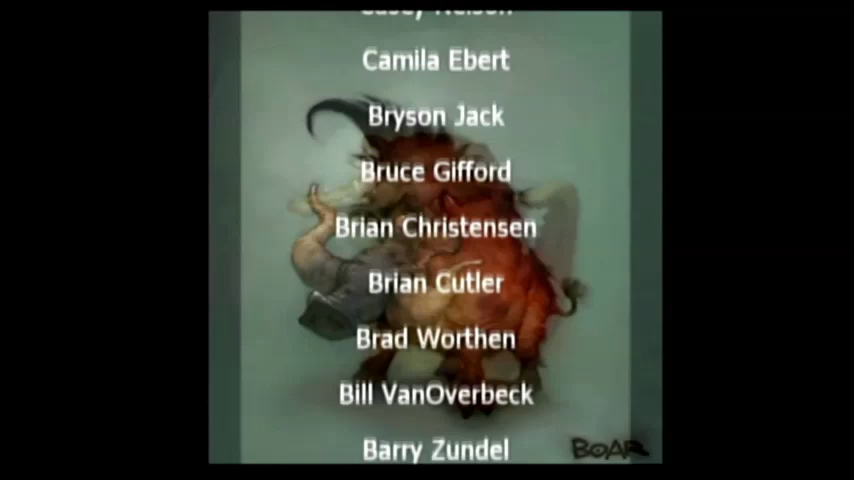 Camila Ebert
Bryson Jack
Bruce Gifford
Brian Christensen
Brian Cutler
Brad Worthen
Bill VanOverbeck
Barry Zundel
BOAR